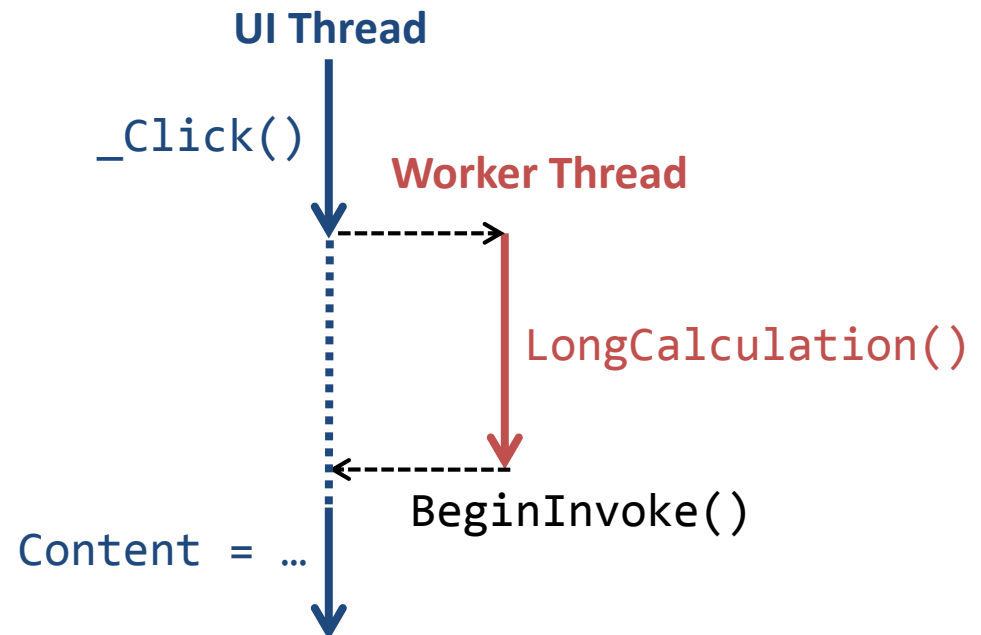 UI Thread
_Click()
Worker Thread
LongCalculation()
BeginInvoke()
Content = …